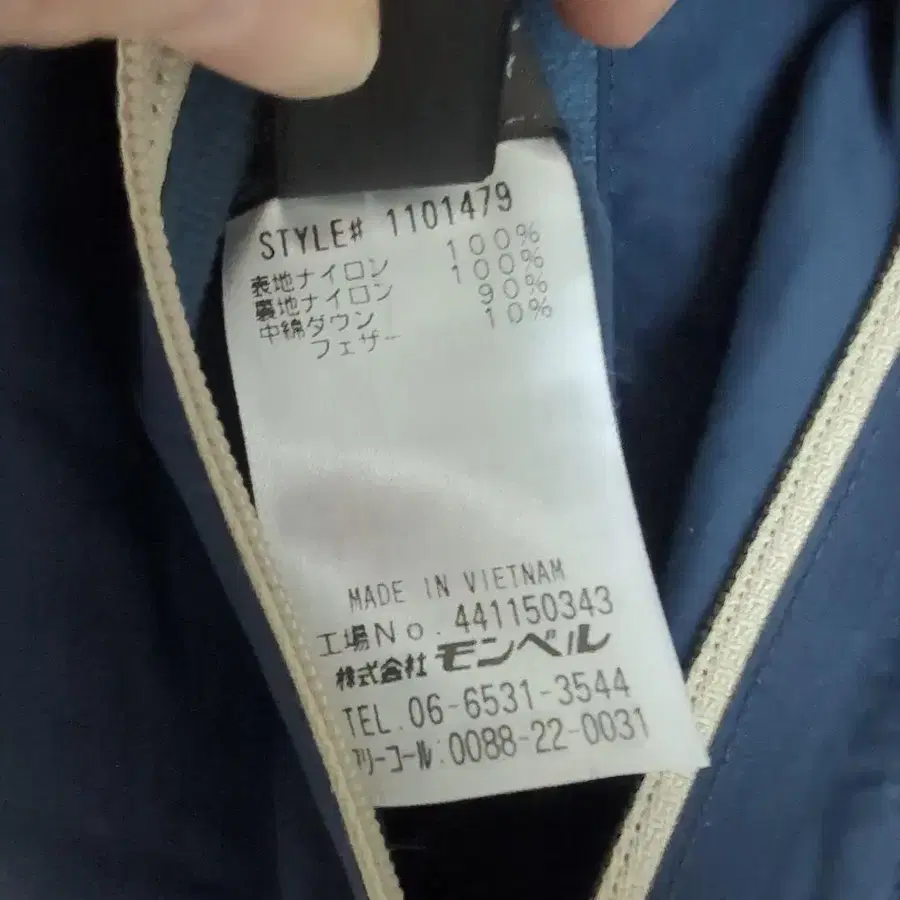 STYLE# 1101479
表地ナイロン 100%
裏地ナイロン 100%
中綿ダウン 90%
フェザー 10%
MADE IN VIETNAM
工場No. 441150343
株式会社 モンベル
TEL. 06-6531-3544
フリーコール:0088-22-0031